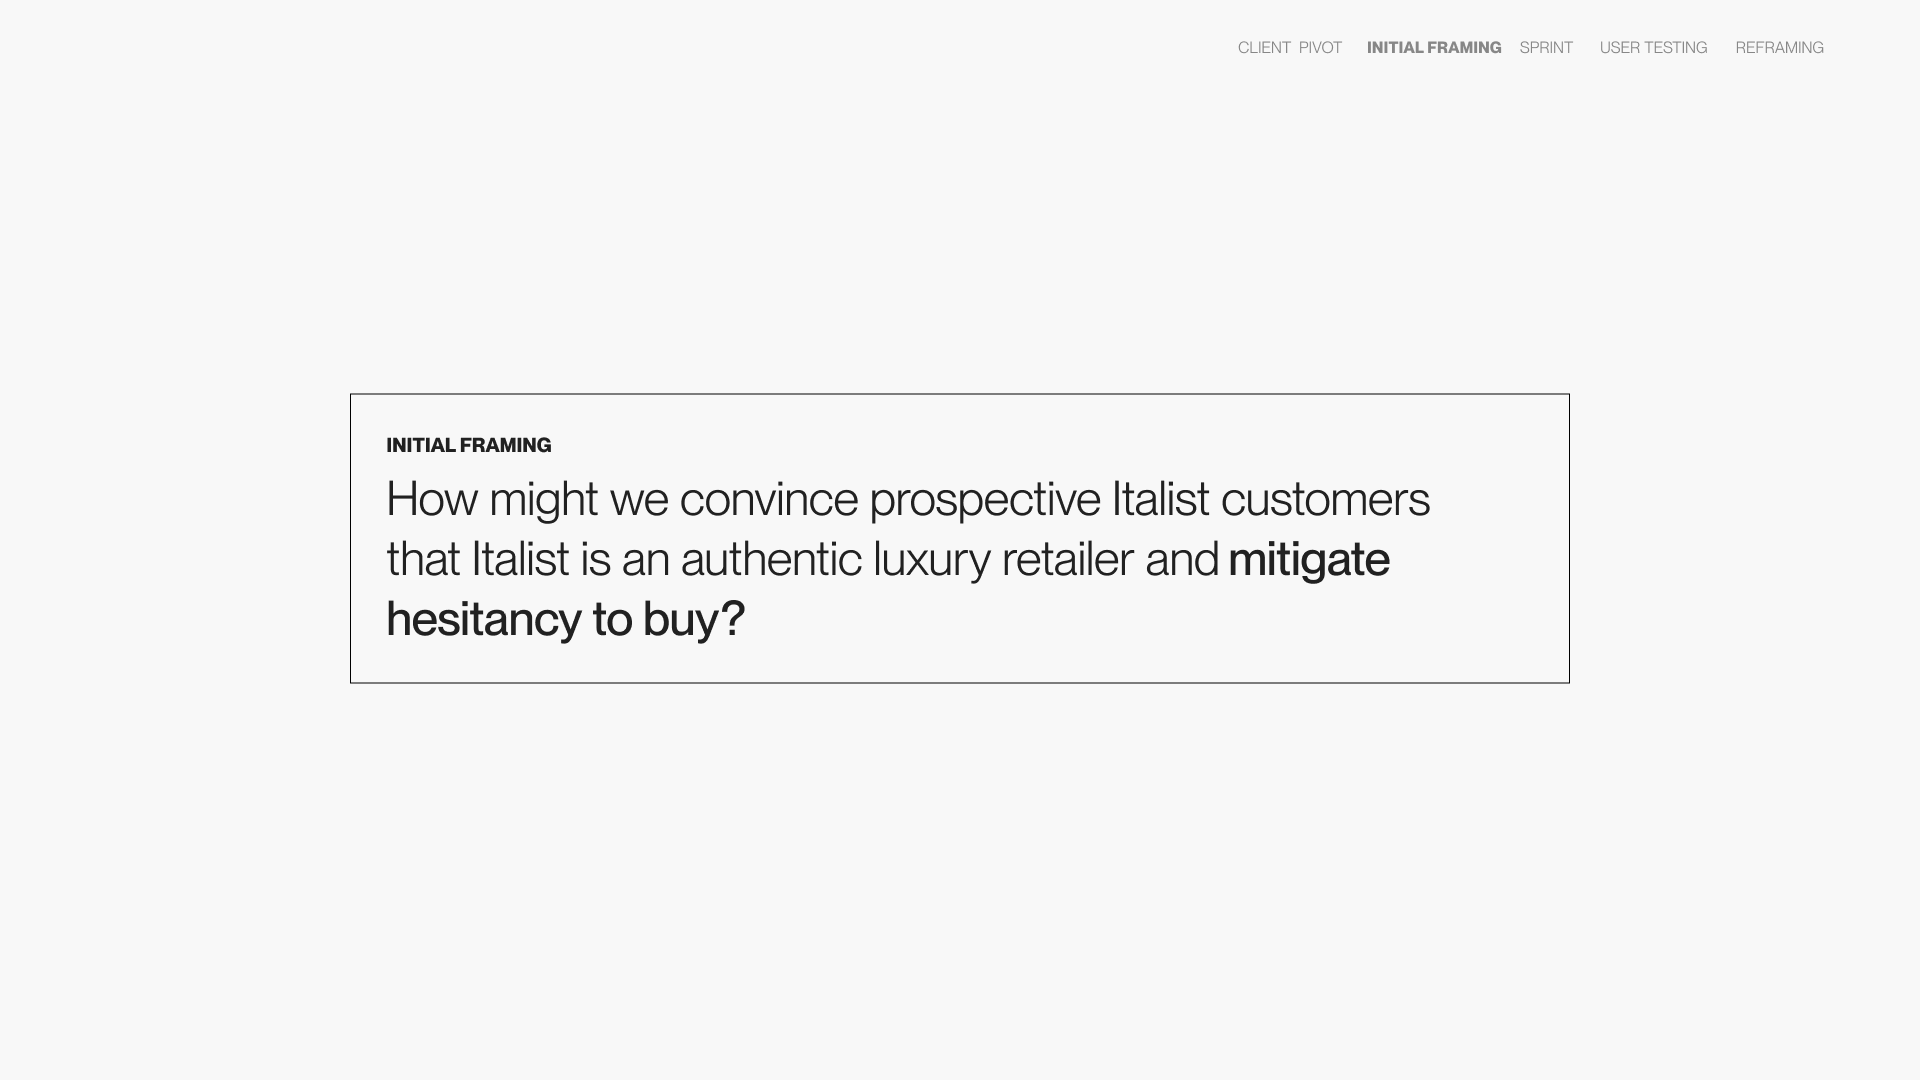 CLIENT PIVOT INITIAL FRAMING SPRINT USER TESTING REFRAMING
INITIAL FRAMING
How might we convince prospective Italist customers
that Italist is an authentic luxury retailer and mitigate
hesitancy to buy?